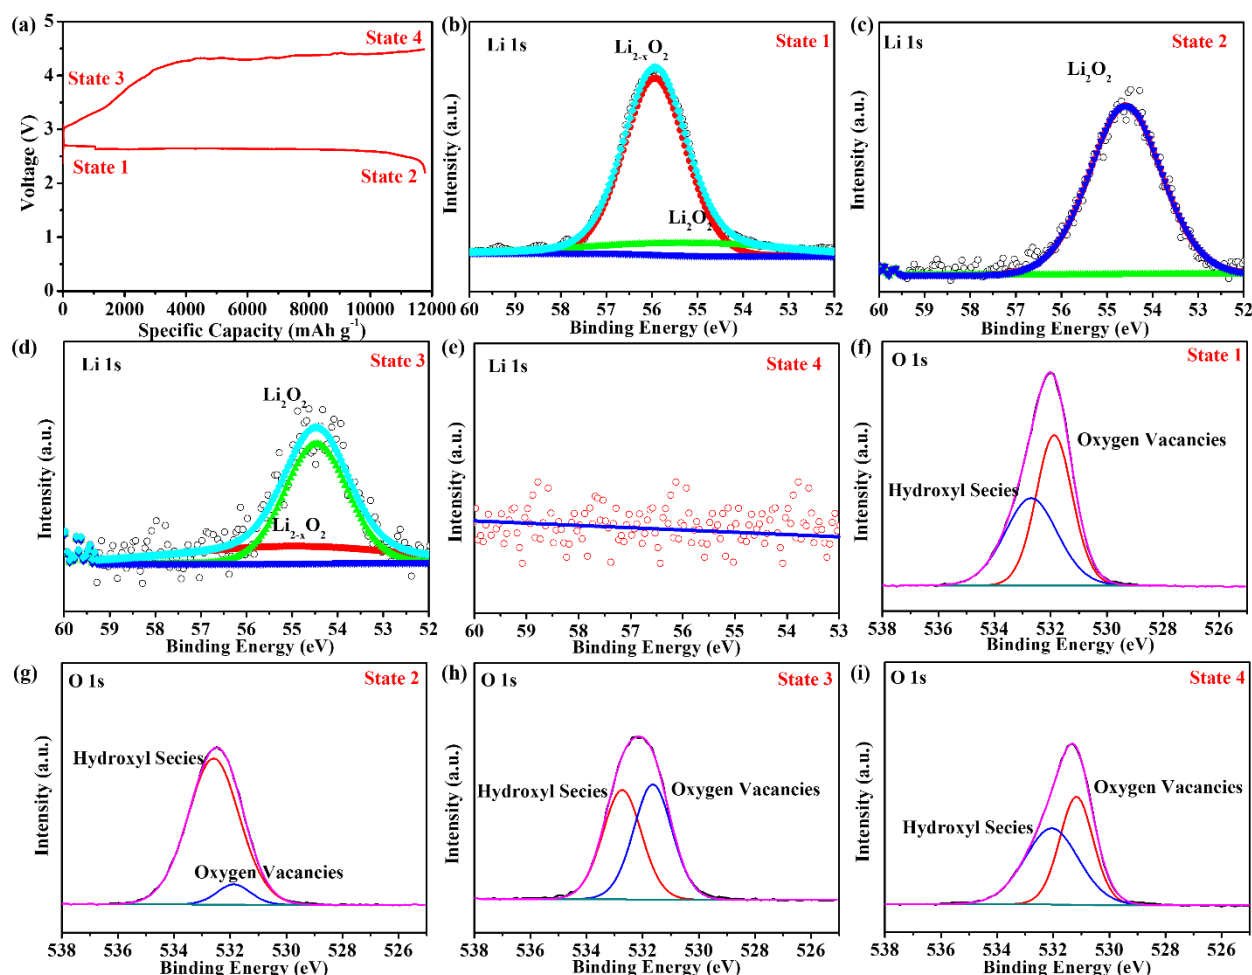 (a)
5
4
3
2
1
0
Voltage (V)
State 4
State 3
State 1
State 2
0 2000 4000 6000 8000 10000 12000
Specific Capacity (mAh g⁻¹)
(b)
Li 1s
Li₂₋ₓO₂
State 1
Li₂O₂
Intensity (a.u.)
60 59 58 57 56 55 54 53 52
Binding Energy (eV)
(c)
Li 1s
State 2
Li₂O₂
Intensity (a.u.)
60 59 58 57 56 55 54 53 52
Binding Energy (eV)
(d)
Li 1s
State 3
Li₂O₂
Li₂₋ₓO₂
Intensity (a.u.)
60 59 58 57 56 55 54 53 52
Binding Energy (eV)
(e)
Li 1s
State 4
Intensity (a.u.)
60 59 58 57 56 55 54 53
Binding Energy (eV)
(f)
O 1s
State 1
Oxygen Vacancies
Hydroxyl Secies
Intensity (a.u.)
538 536 534 532 530 528 526
Binding Energy (eV)
(g)
O 1s
State 2
Hydroxyl Secies
Oxygen Vacancies
Intensity (a.u.)
538 536 534 532 530 528 526
Binding Energy (eV)
(h)
O 1s
State 3
Hydroxyl Secies
Oxygen Vacancies
Intensity (a.u.)
538 536 534 532 530 528 526
Binding Energy (eV)
(i)
O 1s
State 4
Oxygen Vacancies
Hydroxyl Secies
Intensity (a.u.)
538 536 534 532 530 528 526
Binding Energy (eV)